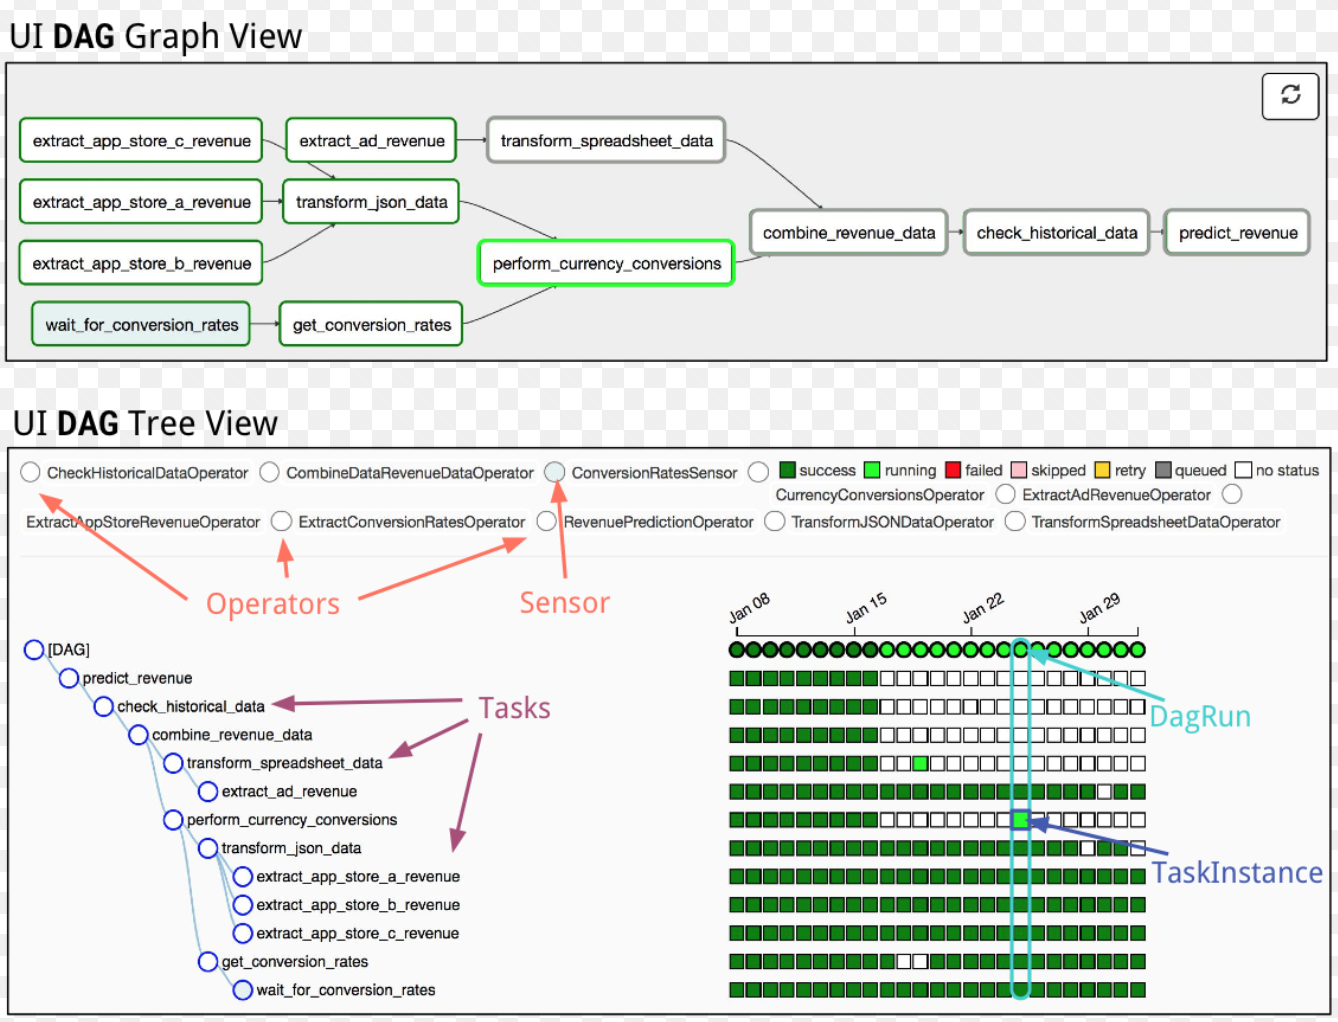 UI DAG Graph View
extract_app_store_c_revenue extract_ad_revenue transform_spreadsheet_data
extract_app_store_a_revenue transform_json_data
combine_revenue_data check_historical_data predict_revenue
extract_app_store_b_revenue perform_currency_conversions
wait_for_conversion_rates get_conversion_rates
UI DAG Tree View
CheckHistoricalDataOperator CombineDataRevenueDataOperator ConversionRatesSensor success running failed skipped retry queued no status
CurrencyConversionsOperator ExtractAdRevenueOperator
ExtractAppStoreRevenueOperator ExtractConversionRatesOperator RevenuePredictionOperator TransformJSONDataOperator TransformSpreadsheetDataOperator
Operators Sensor
Jan 08 Jan 15 Jan 22 Jan 29
[DAG]
predict_revenue
check_historical_data
Tasks
DagRun
combine_revenue_data
transform_spreadsheet_data
extract_ad_revenue
perform_currency_conversions
transform_json_data
TaskInstance
extract_app_store_a_revenue
extract_app_store_b_revenue
extract_app_store_c_revenue
get_conversion_rates
wait_for_conversion_rates